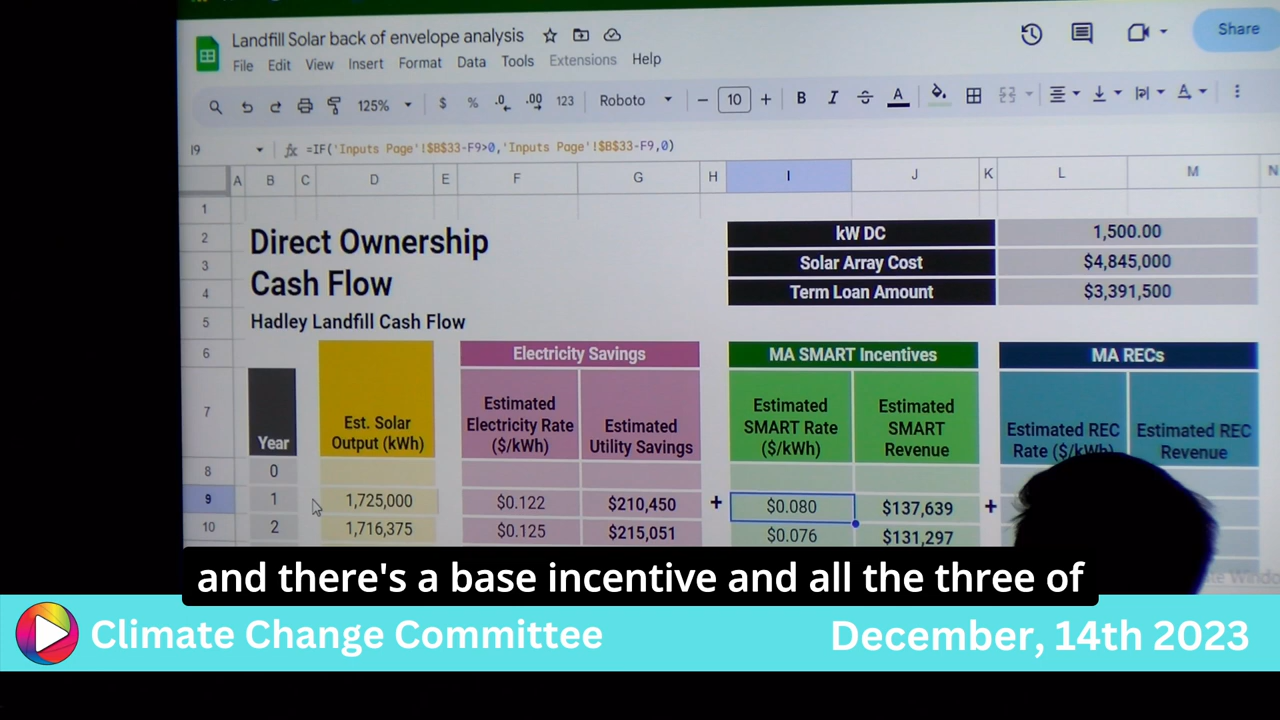 Landfill Solar back of envelope analysis
Share
File Edit View Insert Format Data Tools Extensions Help
125% $ % .0 .00 123 Roboto − 10 + B I A
I9 fx =IF('Inputs Page'!$B$33-F9>0,'Inputs Page'!$B$33-F9,0)
A B C D E F G H I J K L M N
1
2
3
4
5
6
7
8
9
10
Direct Ownership
Cash Flow
Hadley Landfill Cash Flow
kW DC 1,500.00
Solar Array Cost $4,845,000
Term Loan Amount $3,391,500
Electricity Savings MA SMART Incentives MA RECs
Year
Est. Solar
Output (kWh)
Estimated
Electricity Rate
($/kWh)
Estimated
Utility Savings
Estimated
SMART Rate
($/kWh)
Estimated
SMART
Revenue
Estimated REC
Rate ($/kWh)
Estimated REC
Revenue
0
1 1,725,000 $0.122 $210,450 + $0.080 $137,639 +
2 1,716,375 $0.125 $215,051 $0.076 $131,297
and there's a base incentive and all the three of
Climate Change Committee December, 14th 2023